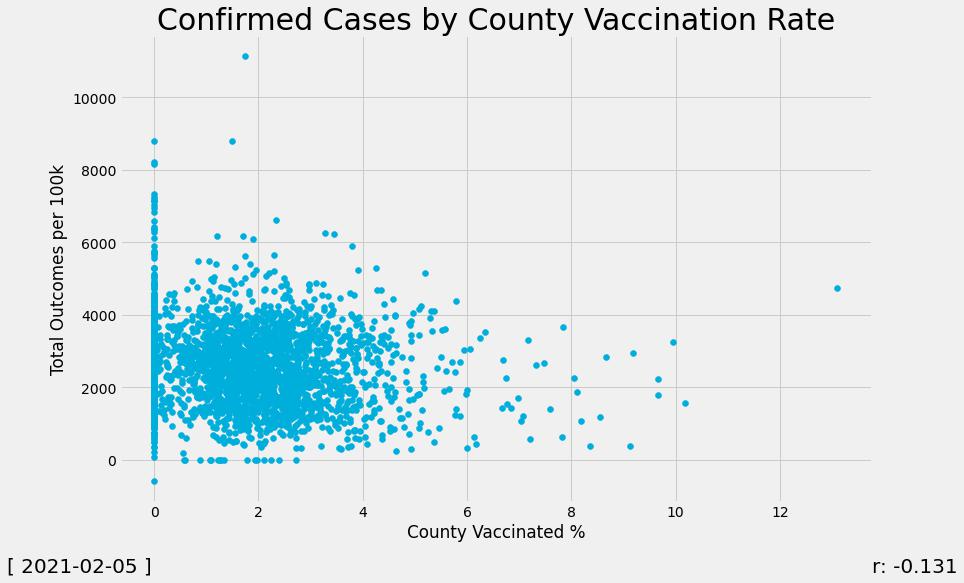 Confirmed Cases by County Vaccination Rate
Total Outcomes per 100k
10000
8000
6000
4000
2000
0
0 2 4 6 8 10 12
County Vaccinated %
[ 2021-02-05 ]
r: -0.131